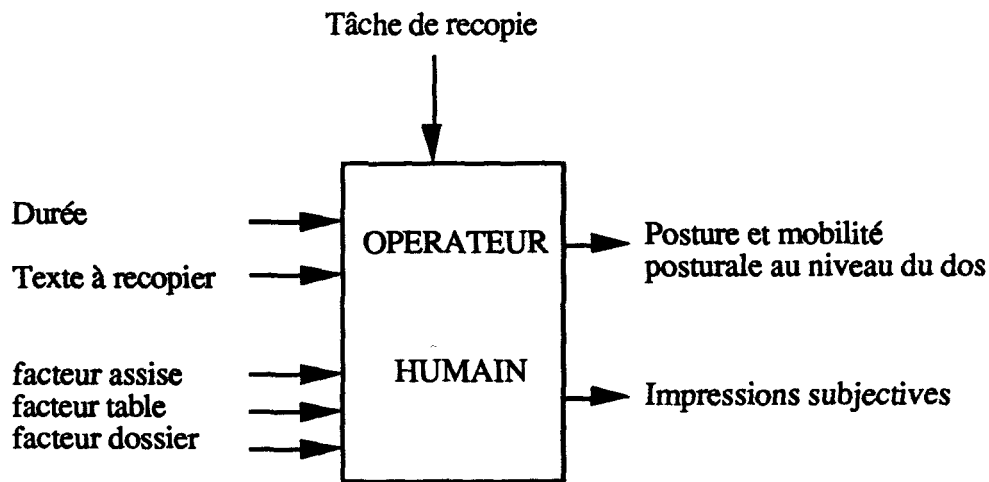 Tâche de recopie
Durée
Texte à recopier
facteur assise
facteur table
facteur dossier
OPERATEUR
HUMAIN
Posture et mobilité
posturale au niveau du dos
Impressions subjectives